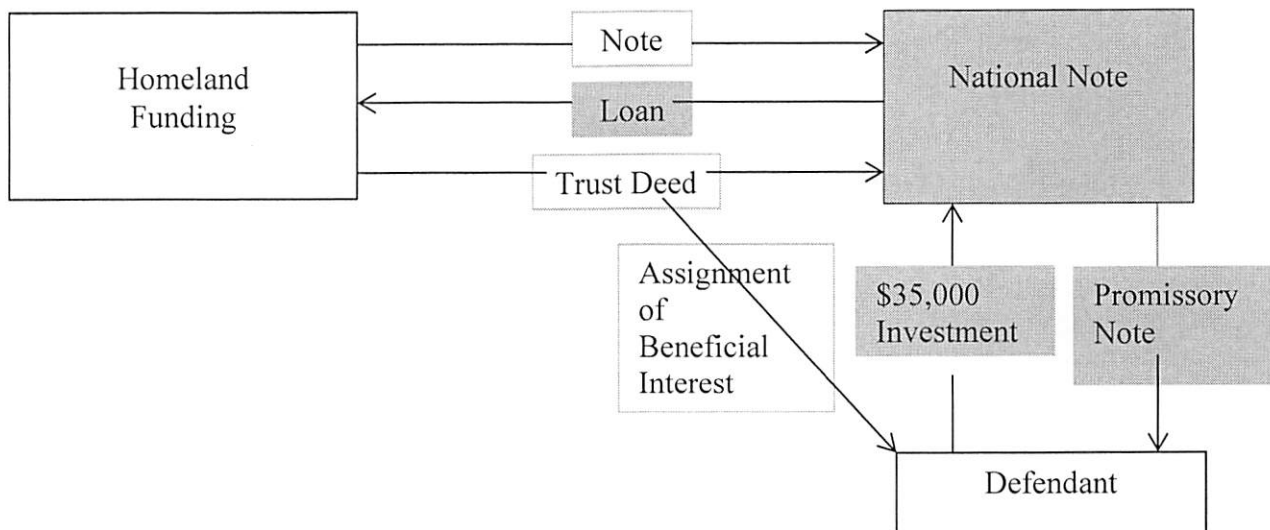 Homeland
Funding
Note
Loan
Trust Deed
National Note
Assignment
of
Beneficial
Interest
$35,000
Investment
Promissory
Note
Defendant